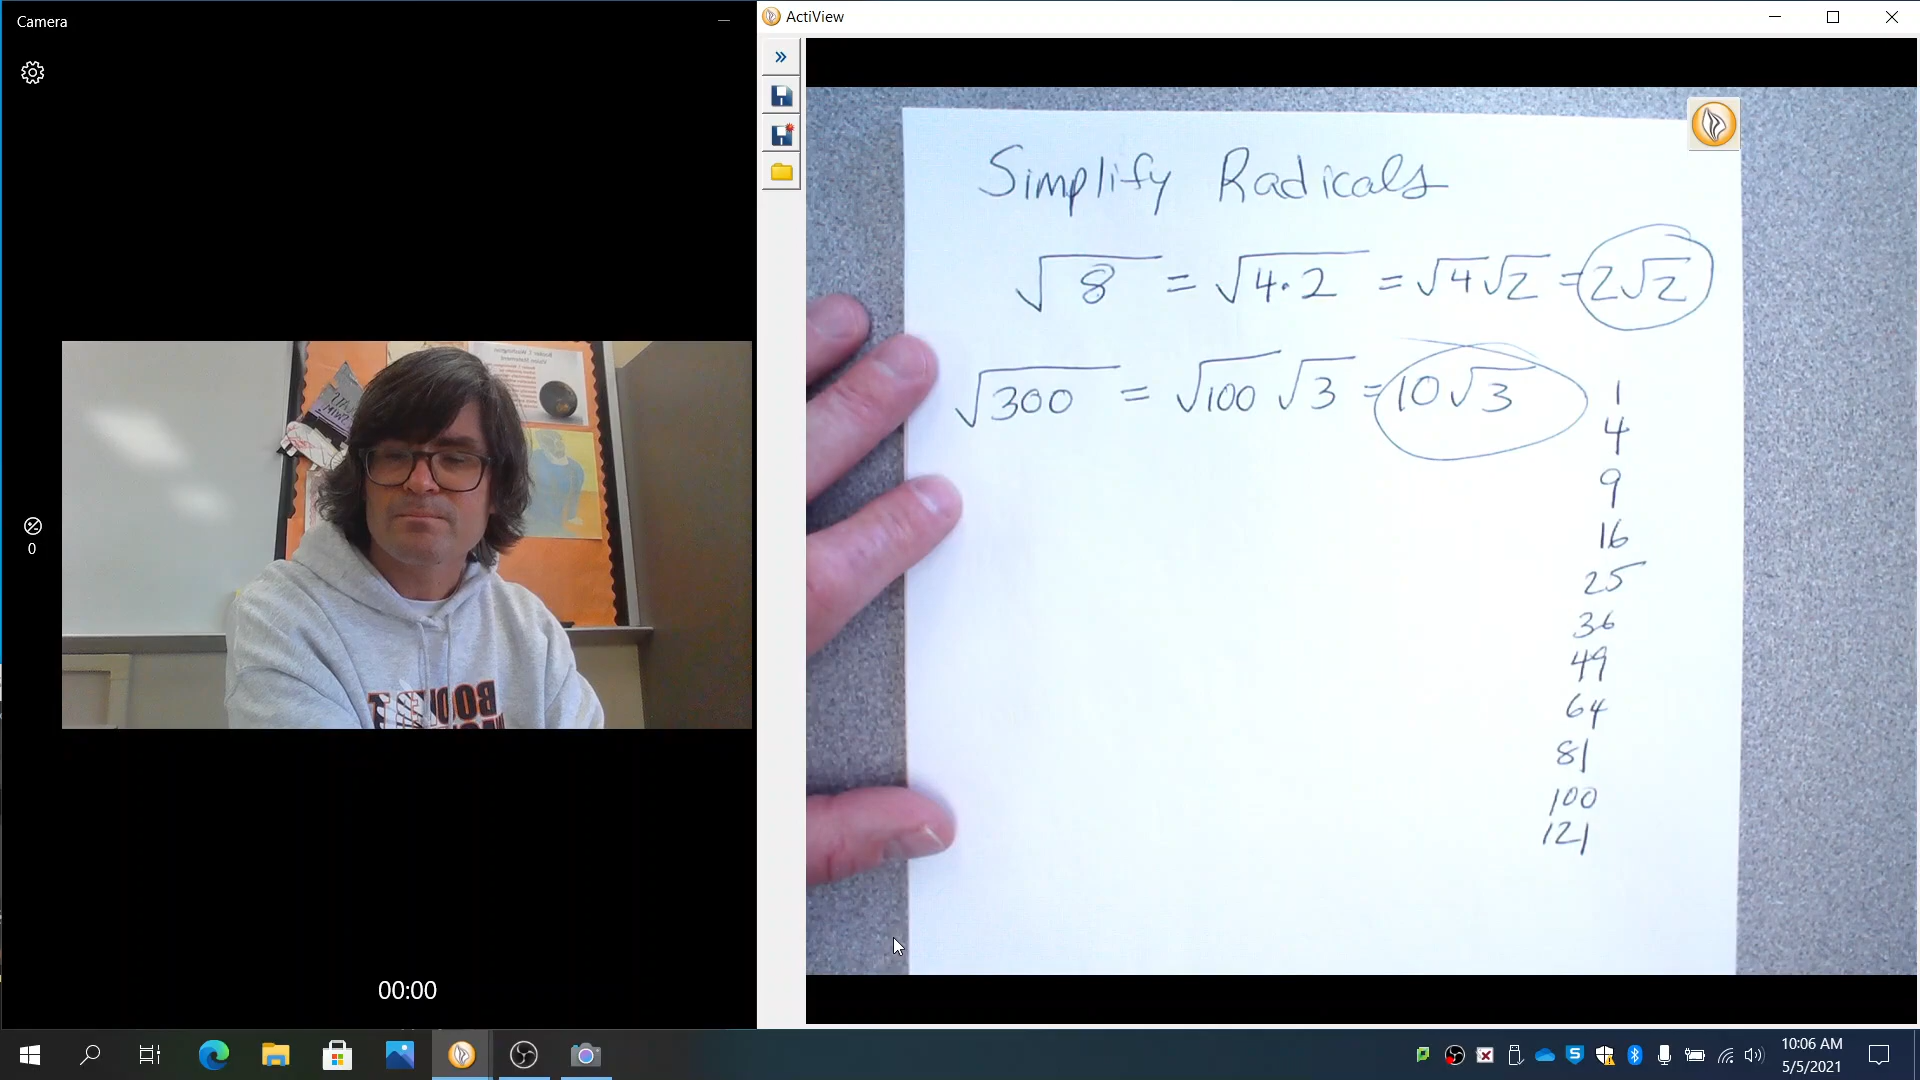 Camera
ActiView
0
00:00
Simplify Radicals
√8 = √4·2 = √4√2 = 2√2
√300 = √100 √3 = 10√3
1
4
9
16
25
36
49
64
81
100
121
10:06 AM
5/5/2021